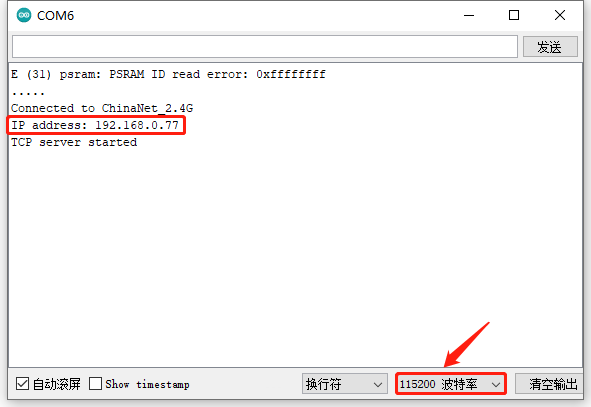 COM6
发送
E (31) psram: PSRAM ID read error: 0xffffffff
.....
Connected to ChinaNet_2.4G
IP address: 192.168.0.77
TCP server started
自动滚屏 Show timestamp 换行符 115200 波特率 清空输出